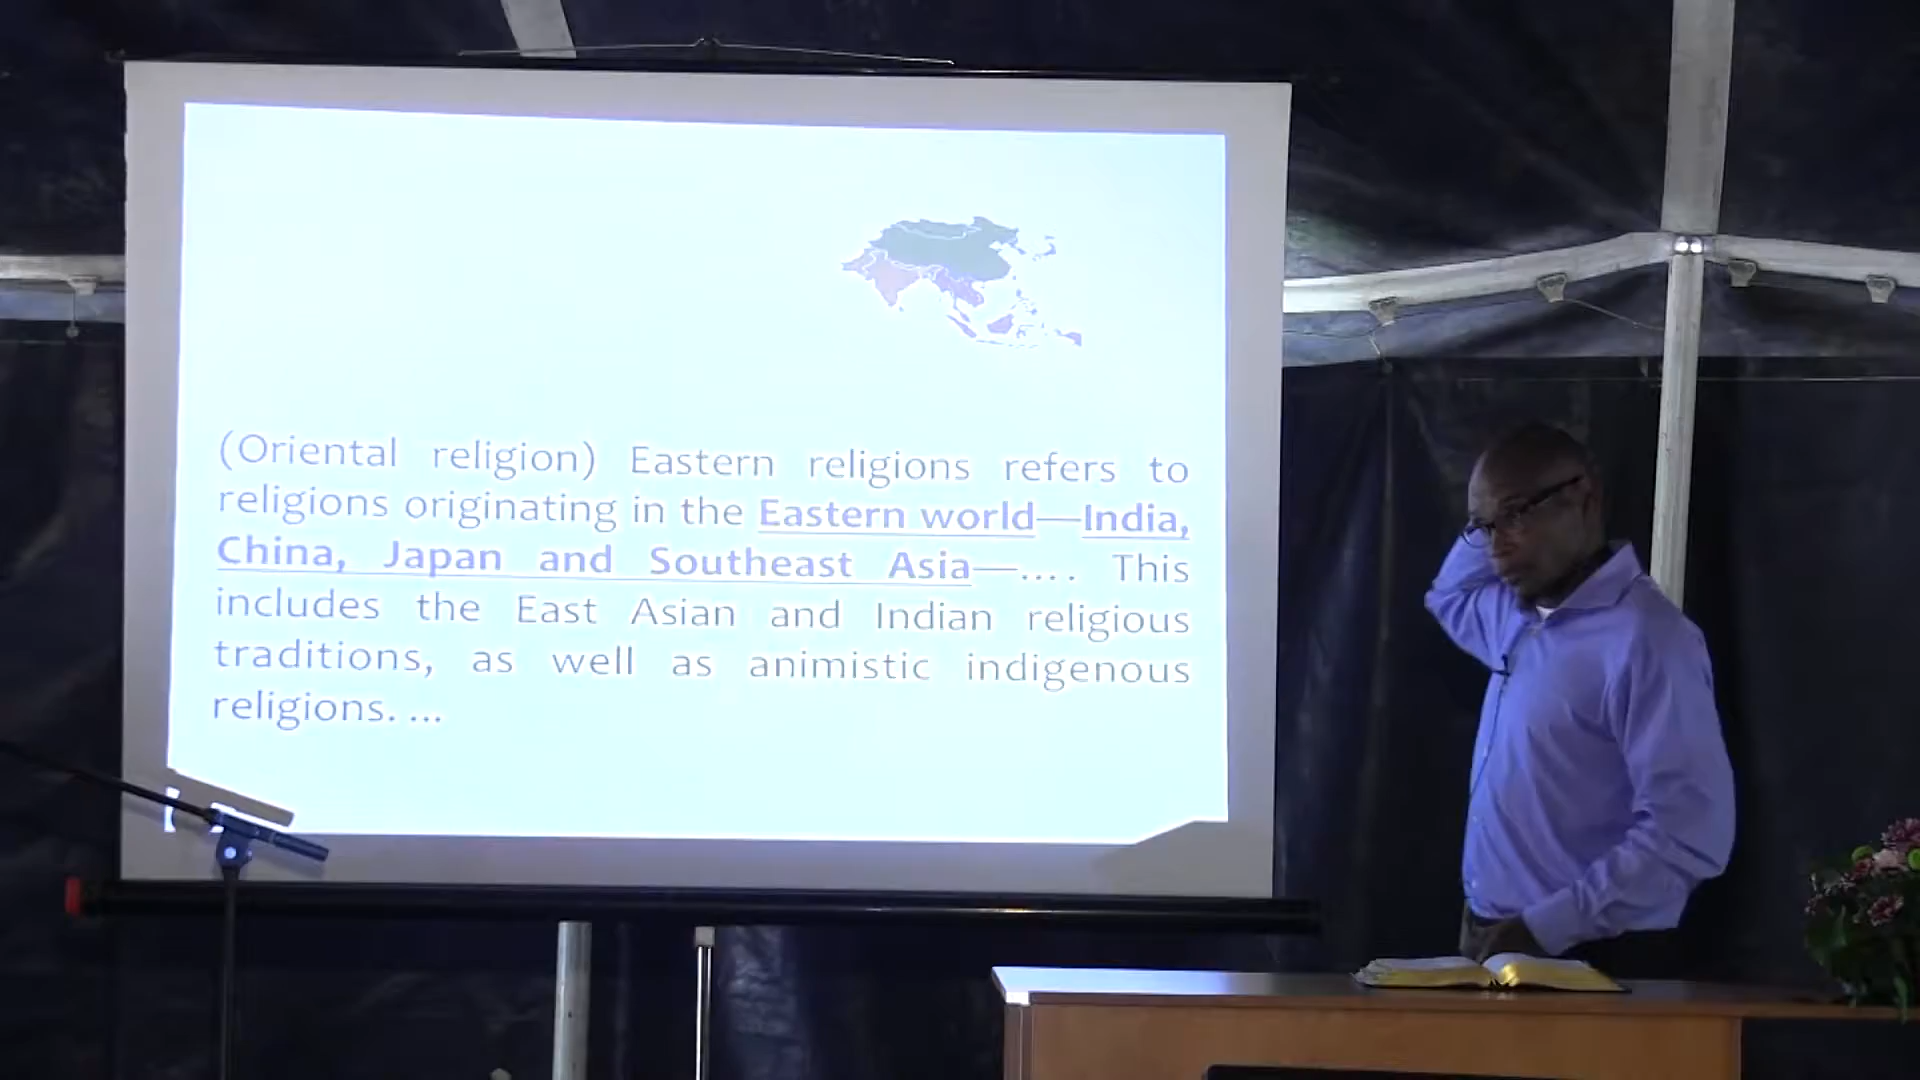 (Oriental religion) Eastern religions refers to
religions originating in the Eastern world—India,
China, Japan and Southeast Asia—.... This
includes the East Asian and Indian religious
traditions, as well as animistic indigenous
religions. ...